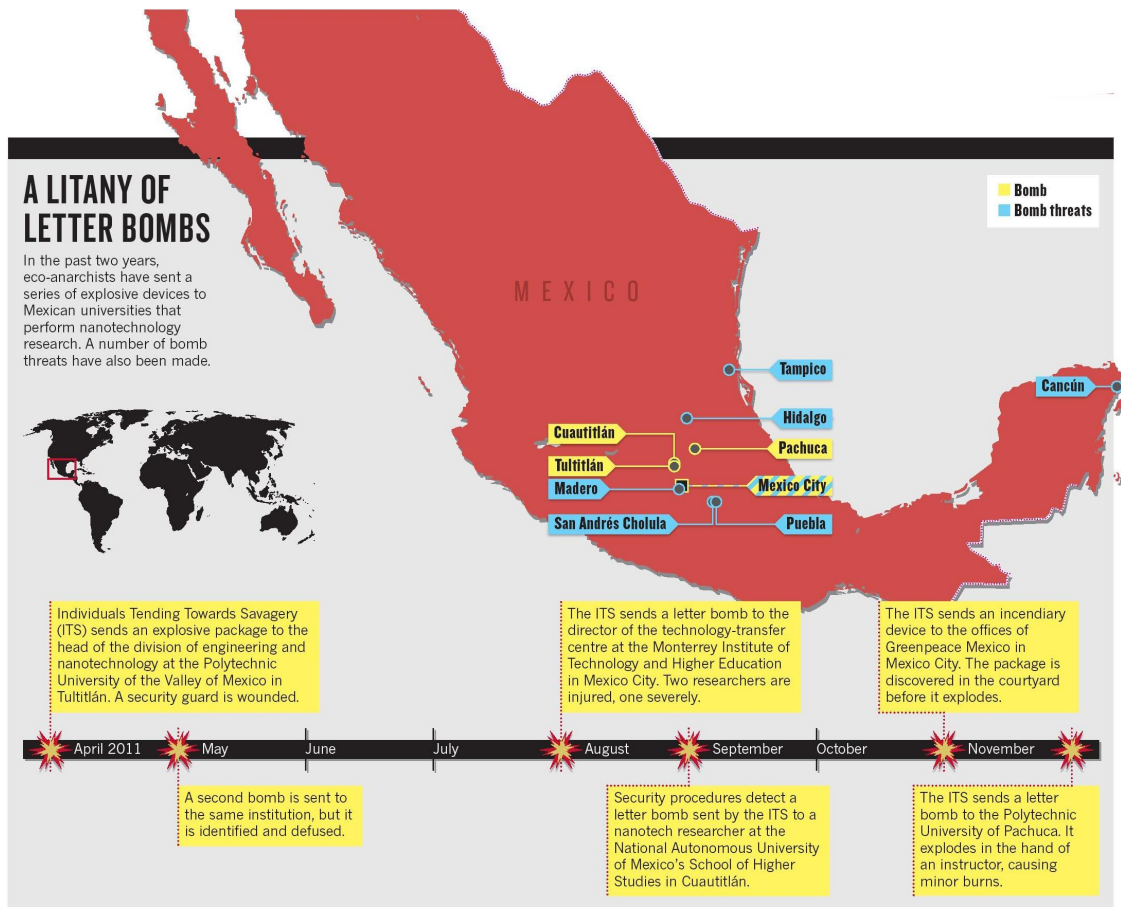 A LITANY OF
LETTER BOMBS
In the past two years,
eco-anarchists have sent a
series of explosive devices to
Mexican universities that
perform nanotechnology
research. A number of bomb
threats have also been made.
Bomb
Bomb threats
MEXICO
Tampico
Cancún
Hidalgo
Cuautitlán
Pachuca
Tultitlán
Madero
Mexico City
San Andrés Cholula
Puebla
Individuals Tending Towards Savagery
(ITS) sends an explosive package to the
head of the division of engineering and
nanotechnology at the Polytechnic
University of the Valley of Mexico in
Tultitlán. A security guard is wounded.
The ITS sends a letter bomb to the
director of the technology-transfer
centre at the Monterrey Institute of
Technology and Higher Education
in Mexico City. Two researchers are
injured, one severely.
The ITS sends an incendiary
device to the offices of
Greenpeace Mexico in
Mexico City. The package is
discovered in the courtyard
before it explodes.
April 2011
May
June
July
August
September
October
November
A second bomb is sent to
the same institution, but it
is identified and defused.
Security procedures detect a
letter bomb sent by the ITS to a
nanotech researcher at the
National Autonomous University
of Mexico's School of Higher
Studies in Cuautitlán.
The ITS sends a letter
bomb to the Polytechnic
University of Pachuca. It
explodes in the hand of
an instructor, causing
minor burns.